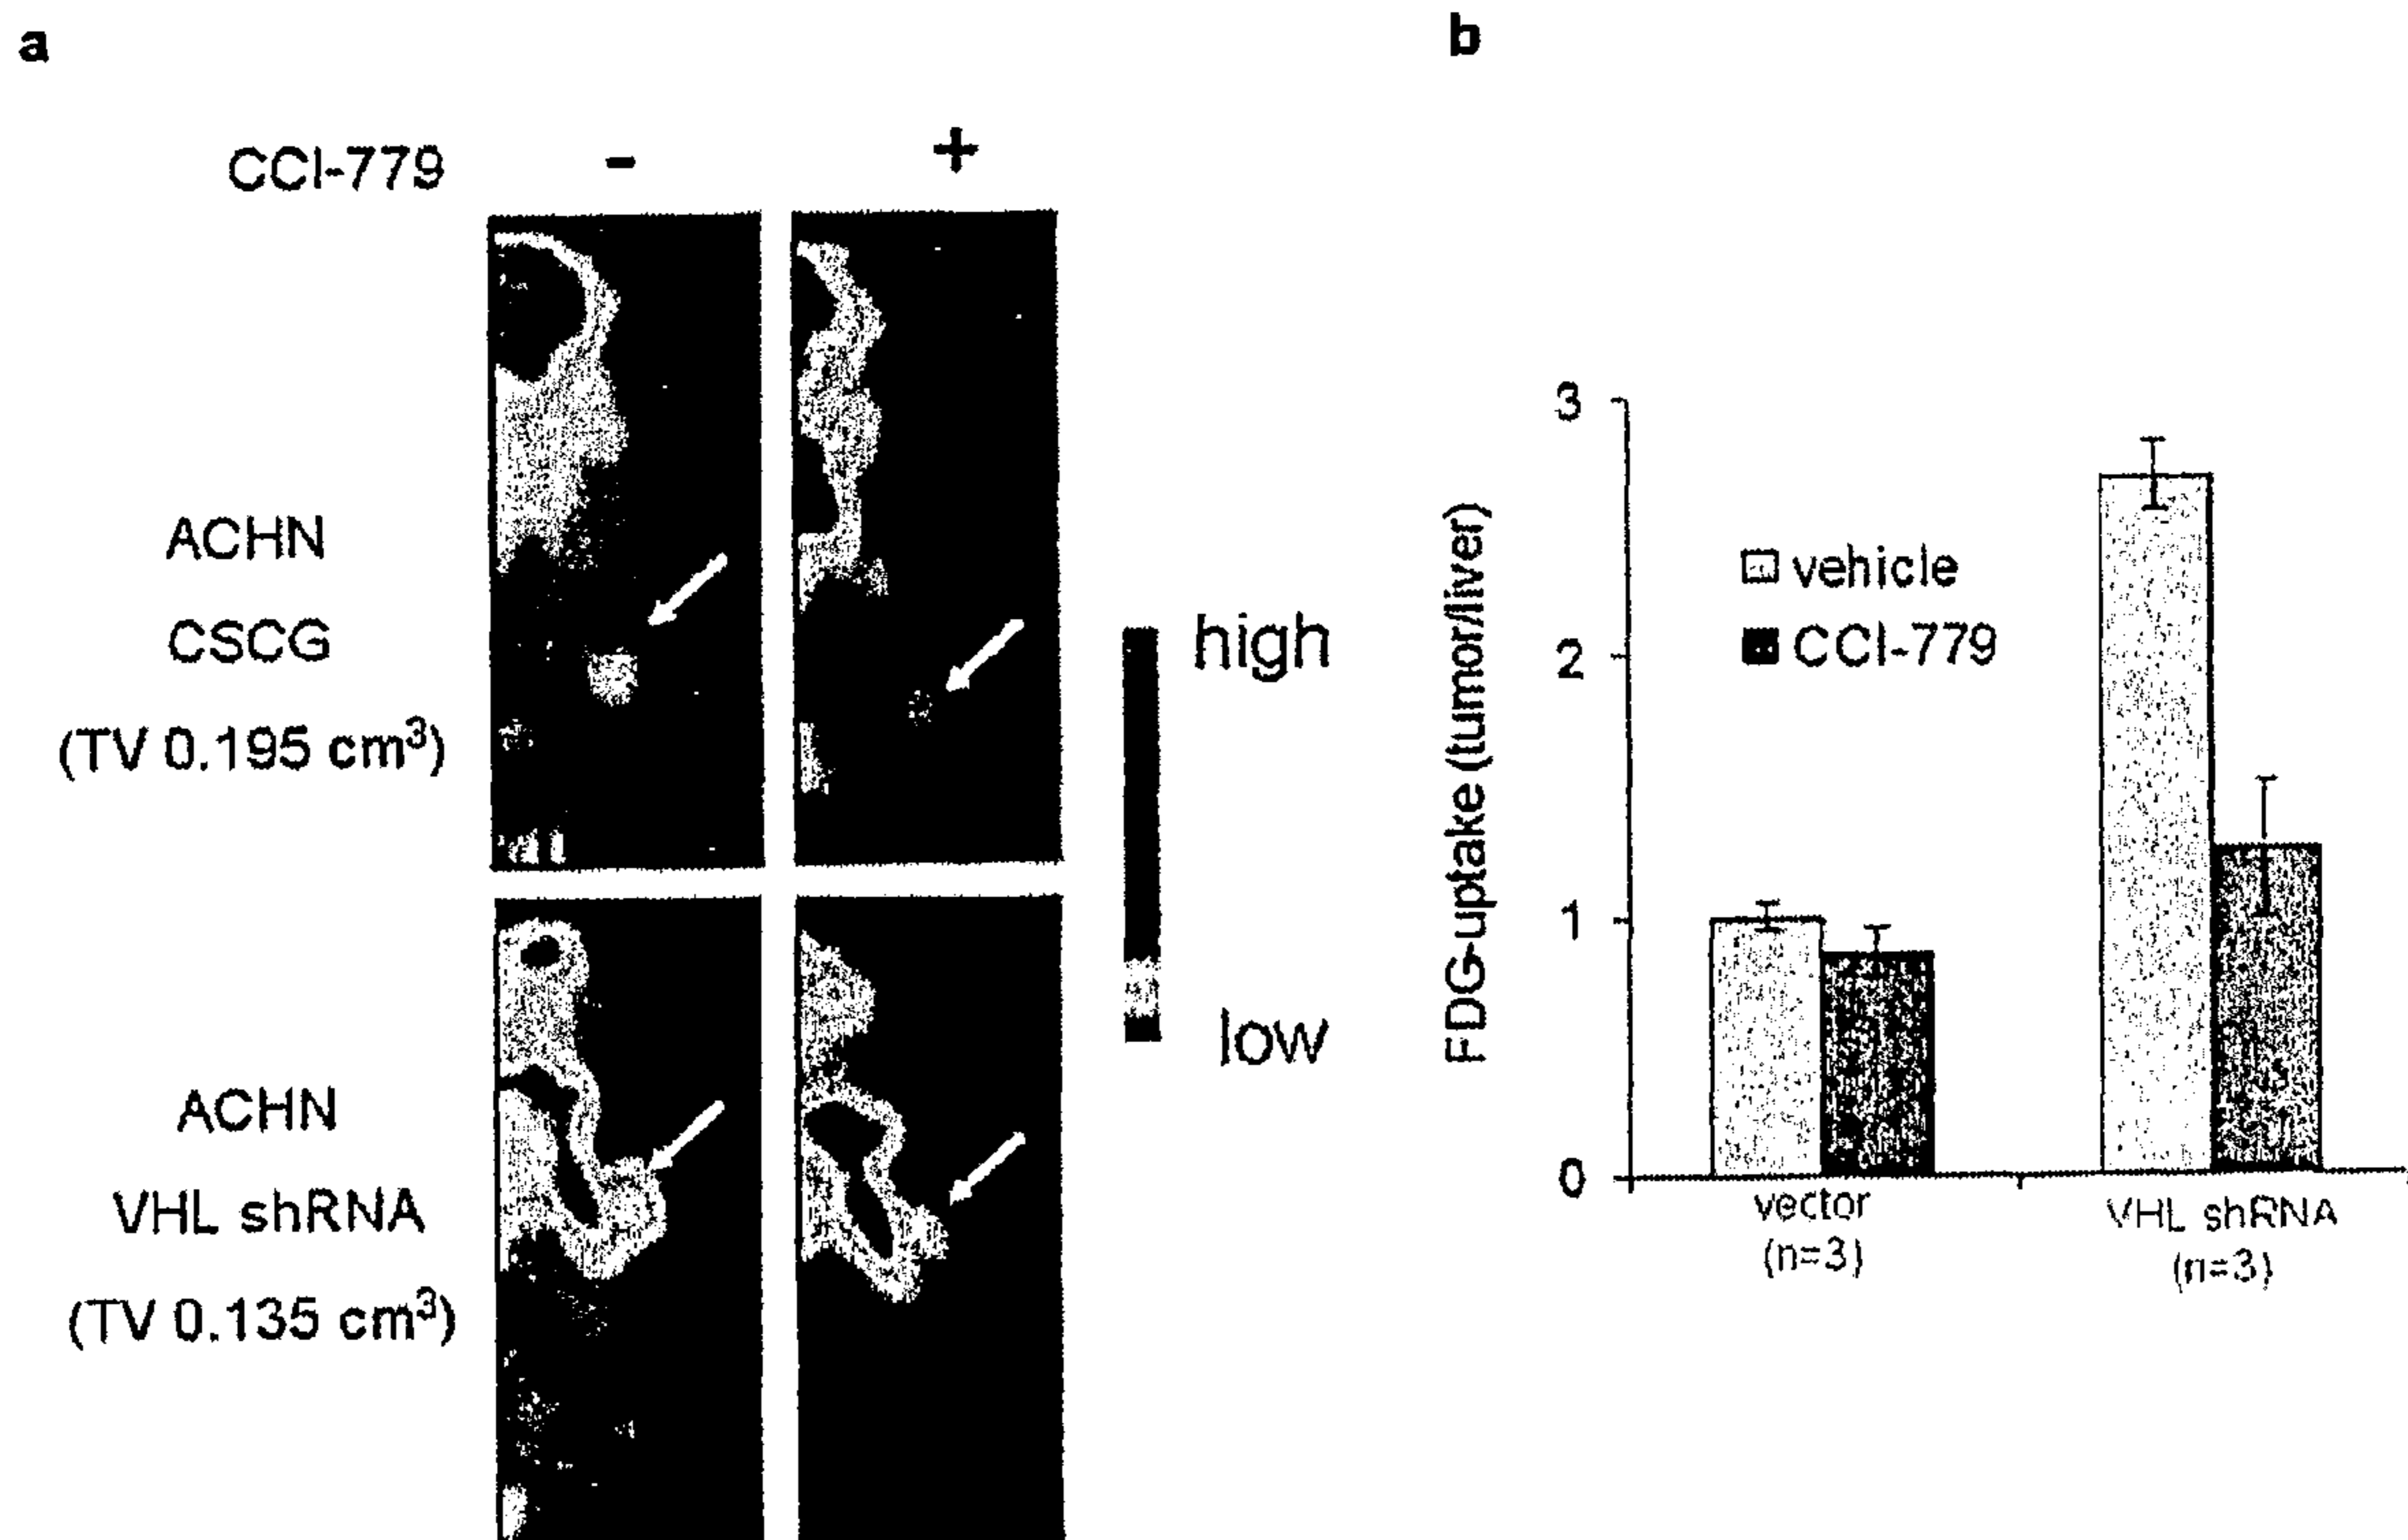 a
CCI-779 - +
ACHN
CSCG
(TV 0.195 cm³)
ACHN
VHL shRNA
(TV 0.135 cm³)
high
low
b
FDG-uptake (tumor/liver)
3
2
1
0
vehicle
CCI-779
vector
(n=3)
VHL shRNA
(n=3)